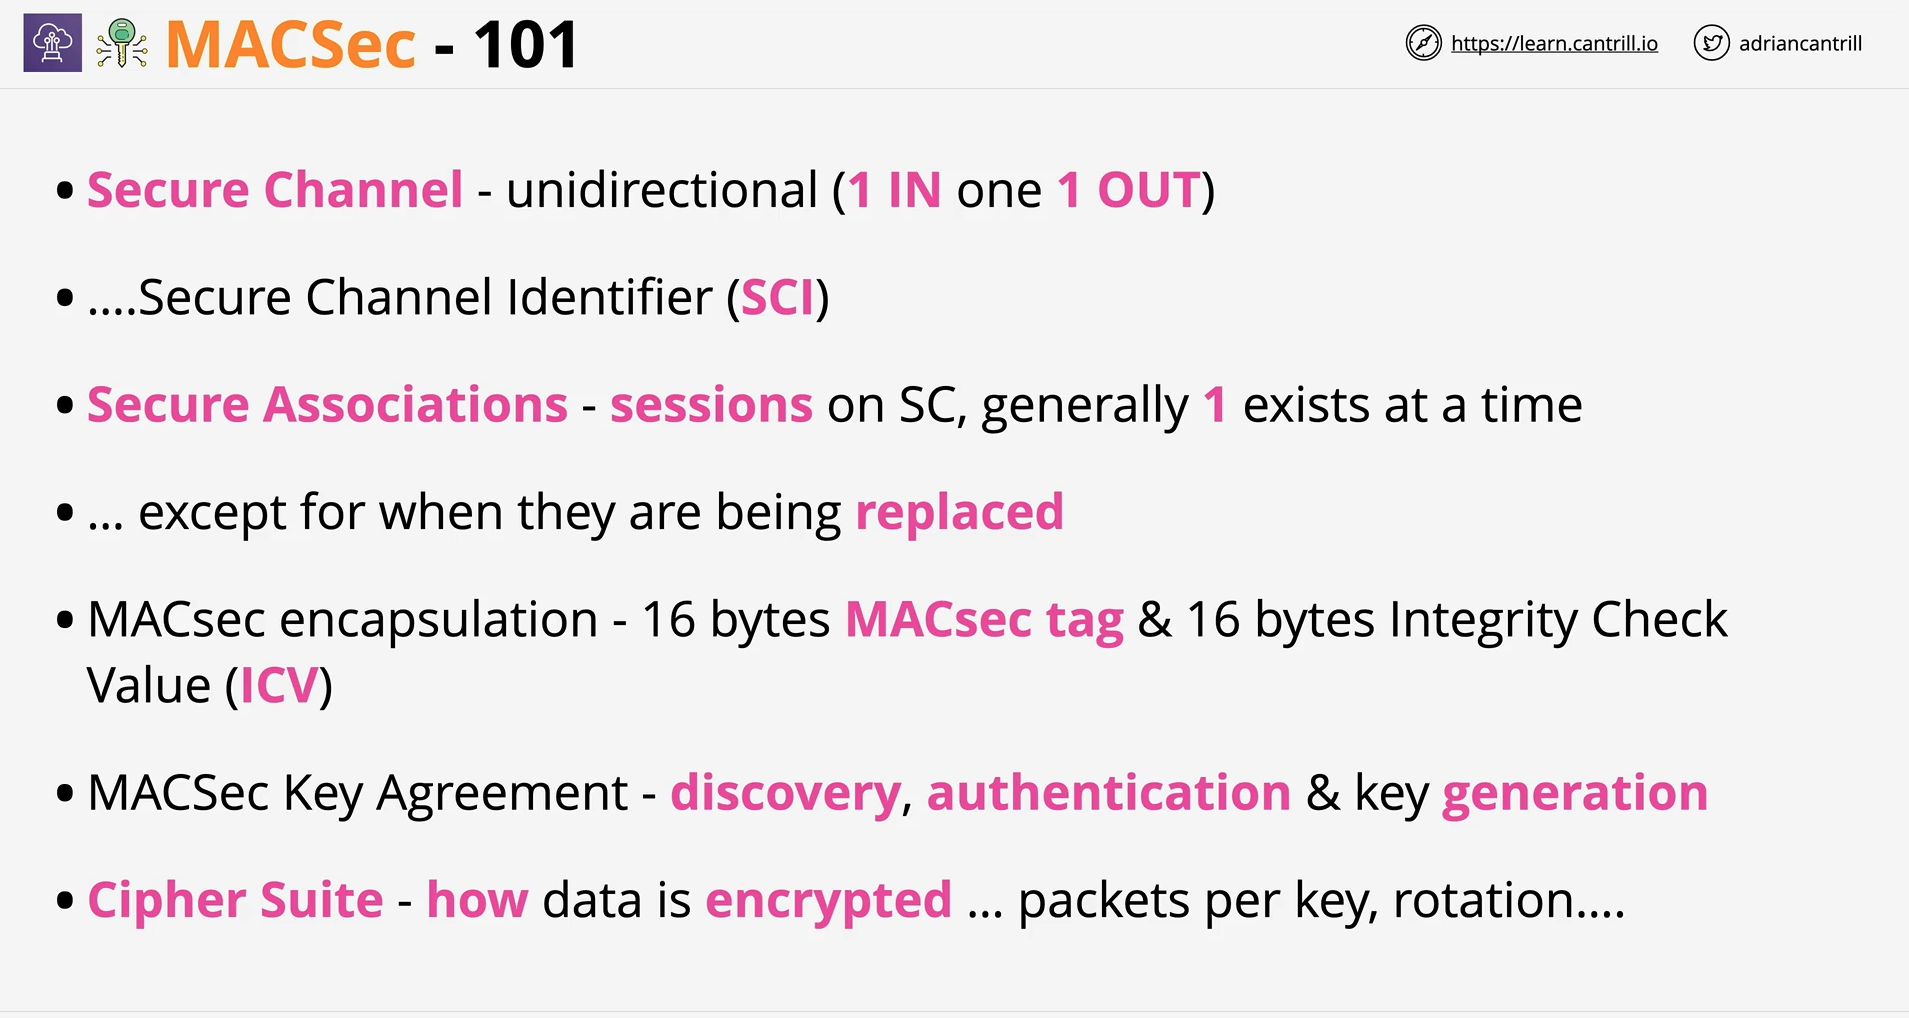 MACSec - 101
https://learn.cantrill.io
adriancantrill
• Secure Channel - unidirectional (1 IN one 1 OUT)
• ....Secure Channel Identifier (SCI)
• Secure Associations - sessions on SC, generally 1 exists at a time
• ... except for when they are being replaced
• MACsec encapsulation - 16 bytes MACsec tag & 16 bytes Integrity Check
Value (ICV)
• MACSec Key Agreement - discovery, authentication & key generation
• Cipher Suite - how data is encrypted ... packets per key, rotation....